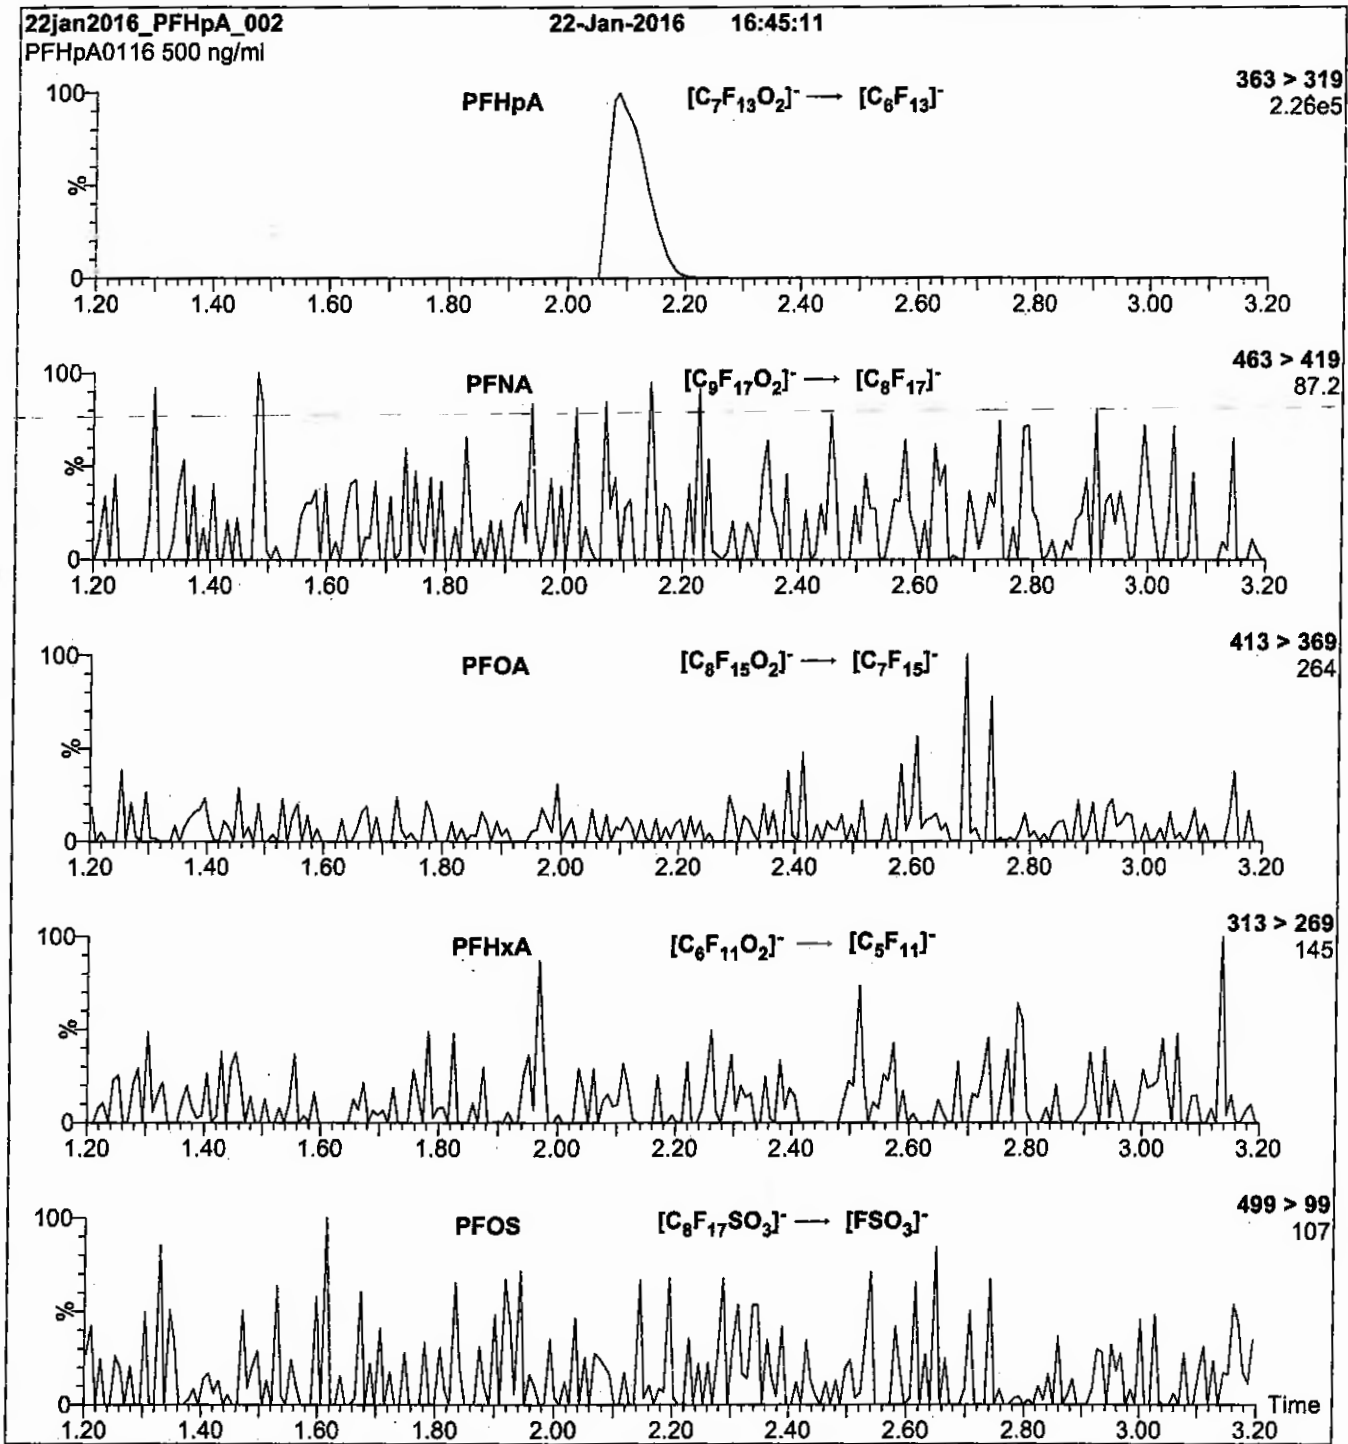 22jan2016_PFHpA_002 22-Jan-2016 16:45:11
PFHpA0116 500 ng/ml
363 > 319
2.26e5
PFHpA [C₇F₁₃O₂]⁻ → [C₆F₁₃]⁻
100
%
0
1.20 1.40 1.60 1.80 2.00 2.20 2.40 2.60 2.80 3.00 3.20
463 > 419
87.2
PFNA [C₉F₁₇O₂]⁻ → [C₈F₁₇]⁻
100
%
0
1.20 1.40 1.60 1.80 2.00 2.20 2.40 2.60 2.80 3.00 3.20
413 > 369
264
PFOA [C₈F₁₅O₂]⁻ → [C₇F₁₅]⁻
100
%
0
1.20 1.40 1.60 1.80 2.00 2.20 2.40 2.60 2.80 3.00 3.20
313 > 269
145
PFHxA [C₆F₁₁O₂]⁻ → [C₅F₁₁]⁻
100
%
0
1.20 1.40 1.60 1.80 2.00 2.20 2.40 2.60 2.80 3.00 3.20
499 > 99
107
PFOS [C₈F₁₇SO₃]⁻ → [FSO₃]⁻
100
%
0
Time
1.20 1.40 1.60 1.80 2.00 2.20 2.40 2.60 2.80 3.00 3.20